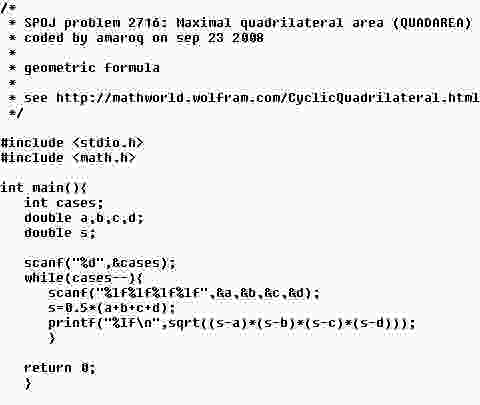 /*
 * SPOJ problem 2716: Maximal quadrilateral area (QUADAREA)
 * coded by amaroq on sep 23 2008
 *
 * geometric formula
 *
 * see http://mathworld.wolfram.com/CyclicQuadrilateral.html
 */

#include <stdio.h>
#include <math.h>

int main(){
   int cases;
   double a,b,c,d;
   double s;

   scanf("%d",&cases);
   while(cases--){
      scanf("%lf%lf%lf%lf",&a,&b,&c,&d);
      s=0.5*(a+b+c+d);
      printf("%lf\n",sqrt((s-a)*(s-b)*(s-c)*(s-d)));
      }

   return 0;
   }